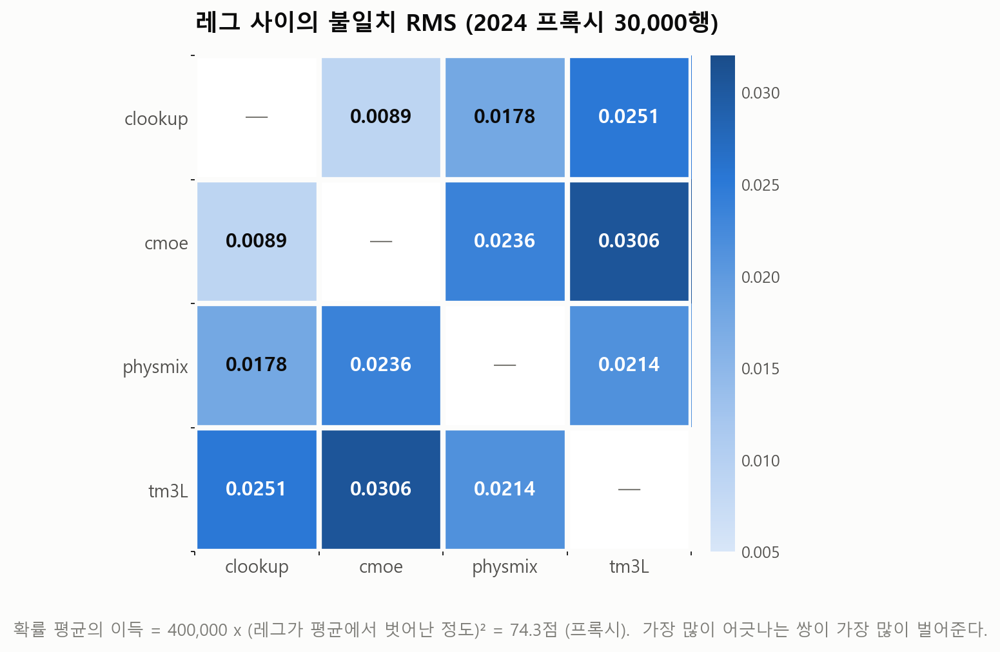 레그 사이의 불일치 RMS (2024 프록시 30,000행)
clookup — 0.0089 0.0178 0.0251
cmoe 0.0089 — 0.0236 0.0306
physmix 0.0178 0.0236 — 0.0214
tm3L 0.0251 0.0306 0.0214 —
clookup cmoe physmix tm3L
0.030
0.025
0.020
0.015
0.010
0.005
확률 평균의 이득 = 400,000 x (레그가 평균에서 벗어난 정도)² = 74.3점 (프록시).  가장 많이 어긋나는 쌍이 가장 많이 벌어준다.